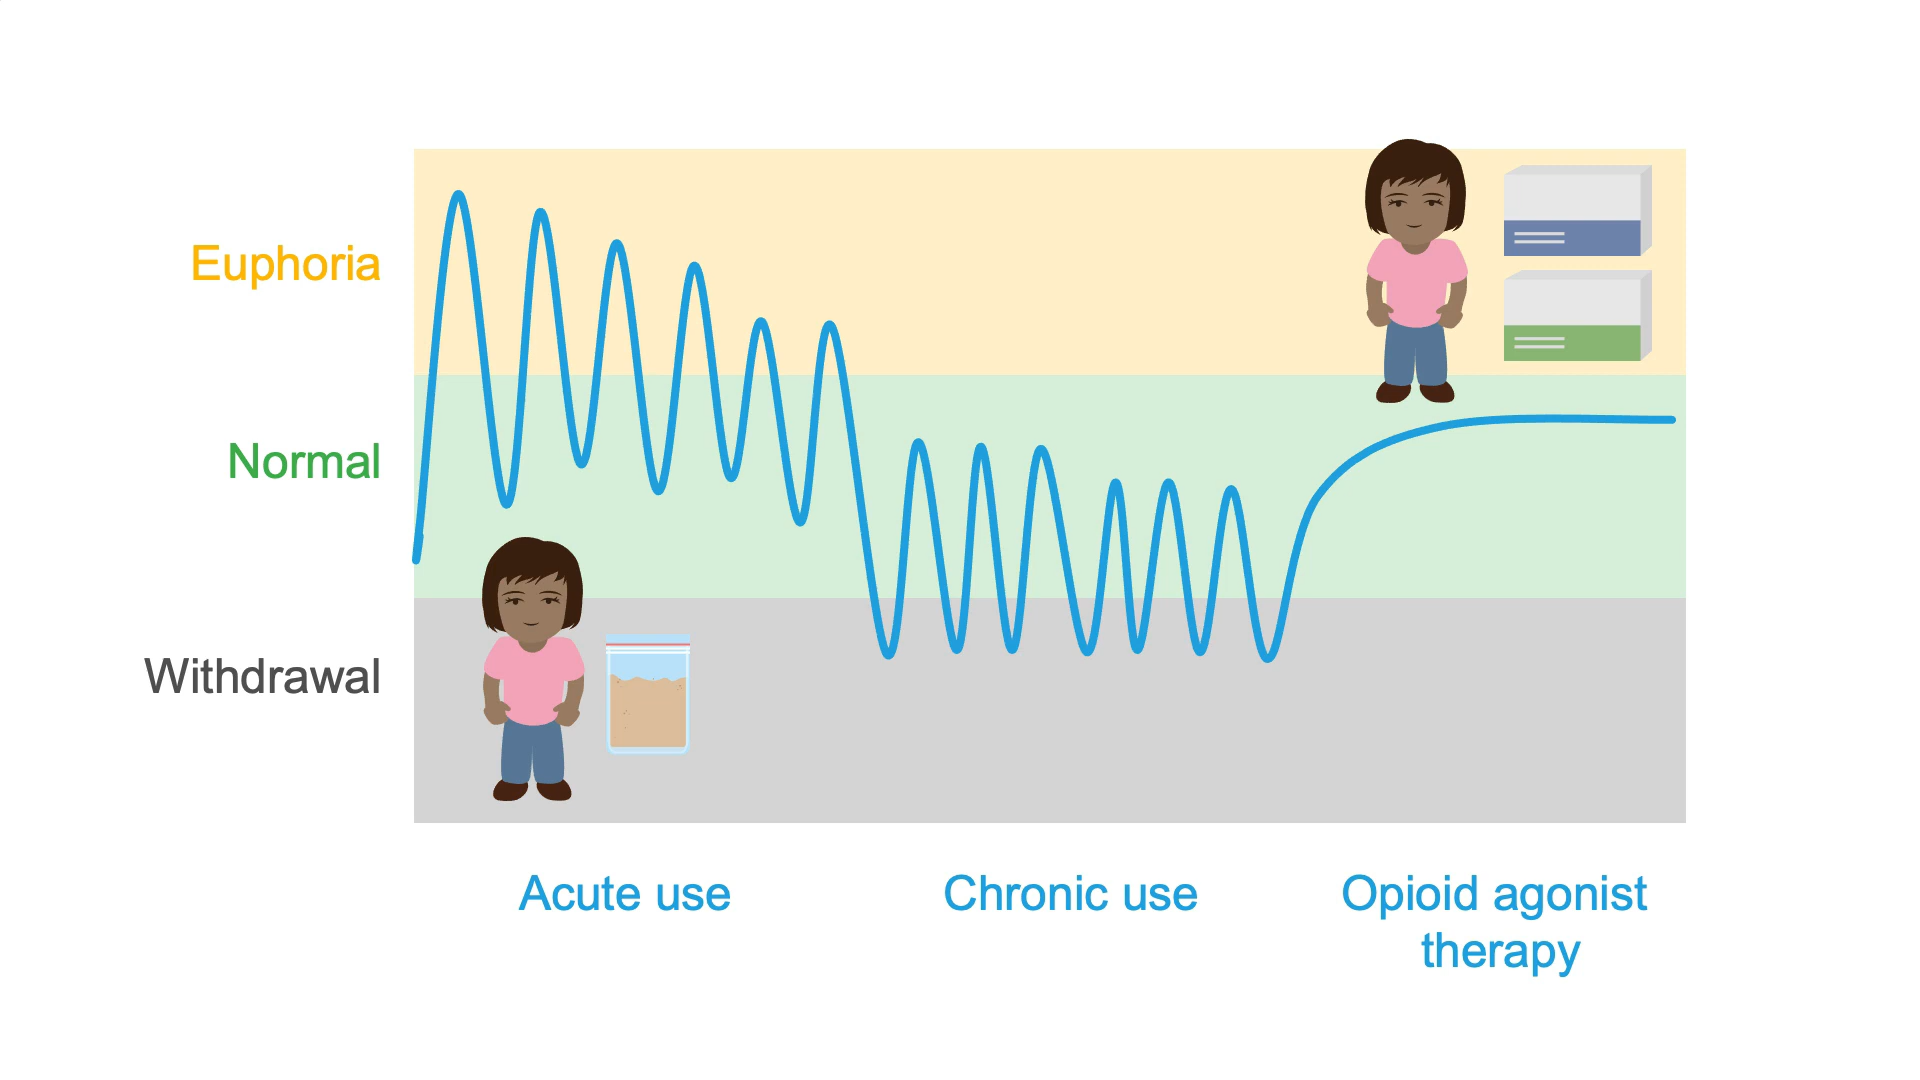 Euphoria
Normal
Withdrawal
Acute use
Chronic use
Opioid agonist
therapy